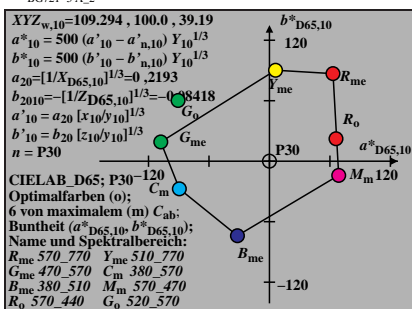 BG721-3 A_2
XYZw,10=109.294 , 100.0 , 39.19
a*10 = 500 (a'10 – a'n,10) Y10^1/3
b*10 = 500 (b'10 – b'n,10) Y10^1/3
a20=[1/XD65,10]^1/3=0 ,2193
b2010=–[1/ZD65,10]^1/3=–0,08418
a'10 = a20 [x10/y10]^1/3
b'10 = b20 [z10/y10]^1/3
n = P30
CIELAB_D65; P30
Optimalfarben (o);
6 von maximalem (m) Cab;
Buntheit (a*D65,10, b*D65,10);
Name und Spektralbereich:
Rme 570_770 Yme 510_770
Gme 470_570 Cm 380_570
Bme 380_510 Mm 570_470
Ro 570_440 Go 520_570
b*D65,10
120
Yme
Rme
Go
Ro
Gme
P30
a*D65,10
–120
Cm
Mm 120
Bme
–120